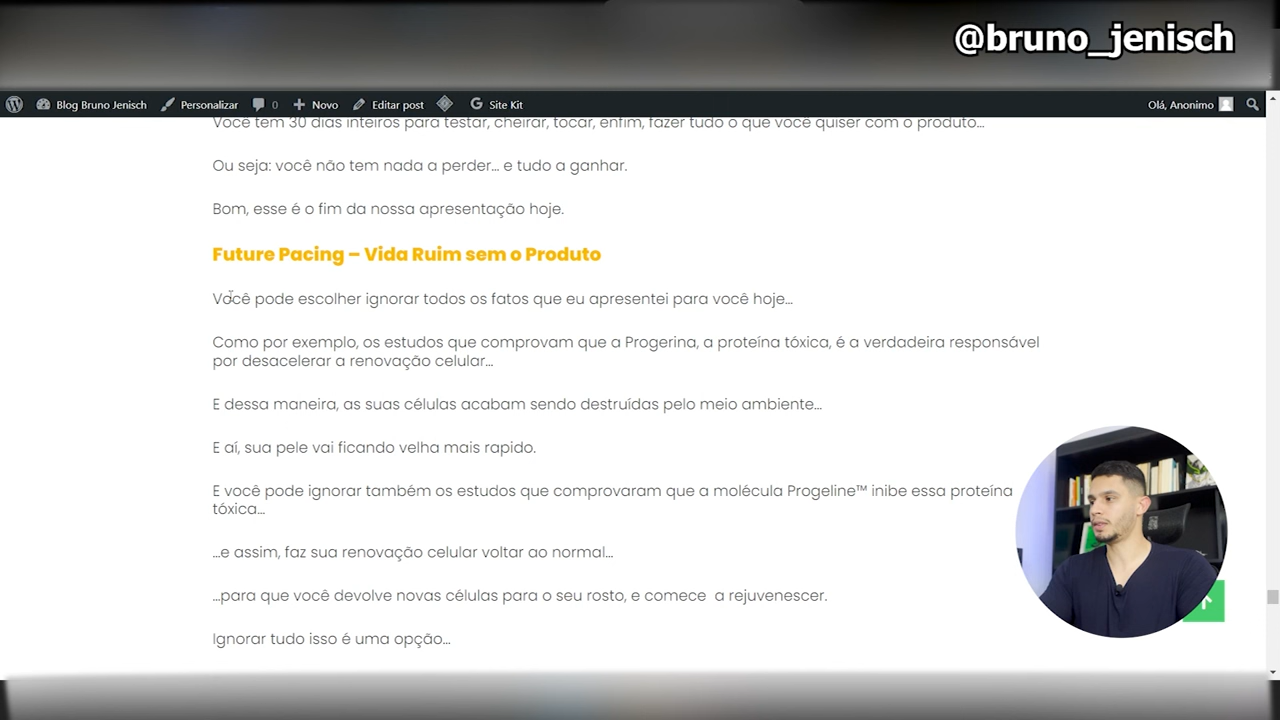 @bruno_jenisch
Blog Bruno Jenisch
Personalizar
0
Novo
Editar post
Site Kit
Olá, Anonimo
Você tem 30 dias inteiros para testar, cheirar, tocar, enfim, fazer tudo o que você quiser com o produto...
Ou seja: você não tem nada a perder... e tudo a ganhar.
Bom, esse é o fim da nossa apresentação hoje.
Future Pacing – Vida Ruim sem o Produto
Você pode escolher ignorar todos os fatos que eu apresentei para você hoje...
Como por exemplo, os estudos que comprovam que a Progerina, a proteína tóxica, é a verdadeira responsável
por desacelerar a renovação celular...
E dessa maneira, as suas células acabam sendo destruídas pelo meio ambiente...
E aí, sua pele vai ficando velha mais rapido.
E você pode ignorar também os estudos que comprovaram que a molécula Progeline™ inibe essa proteína
tóxica...
...e assim, faz sua renovação celular voltar ao normal...
...para que você devolve novas células para o seu rosto, e comece  a rejuvenescer.
Ignorar tudo isso é uma opção...